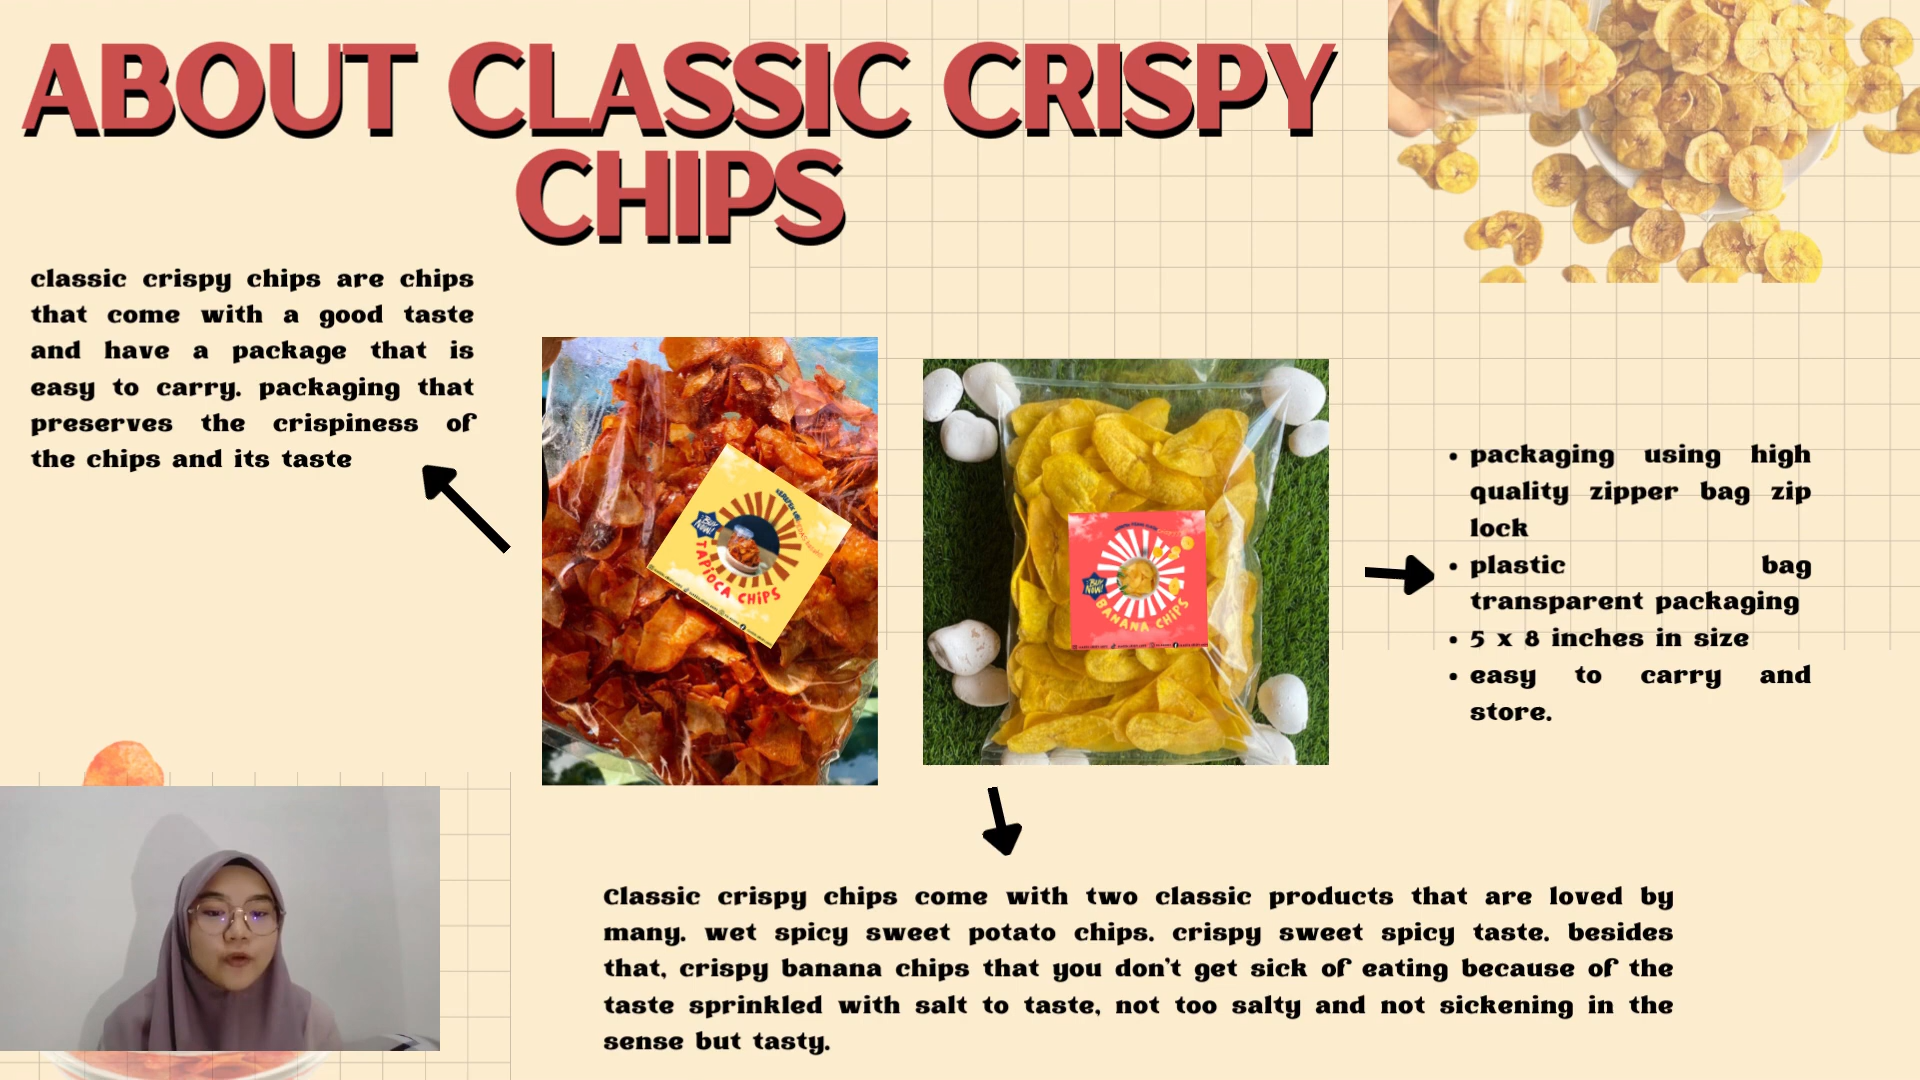 ABOUT CLASSIC CRISPY
CHIPS
classic crispy chips are chips
that come with a good taste
and have a package that is
easy to carry. packaging that
preserves the crispiness of
the chips and its taste
BUY
NOW!
TAPIOCA CHIPS
BUY
NOW!
BANANA CHIPS
• packaging using high
quality zipper bag zip
lock
• plastic bag
transparent packaging
• 5 x 8 inches in size
• easy to carry and
store.
Classic crispy chips come with two classic products that are loved by
many. wet spicy sweet potato chips. crispy sweet spicy taste. besides
that, crispy banana chips that you don't get sick of eating because of the
taste sprinkled with salt to taste, not too salty and not sickening in the
sense but tasty.